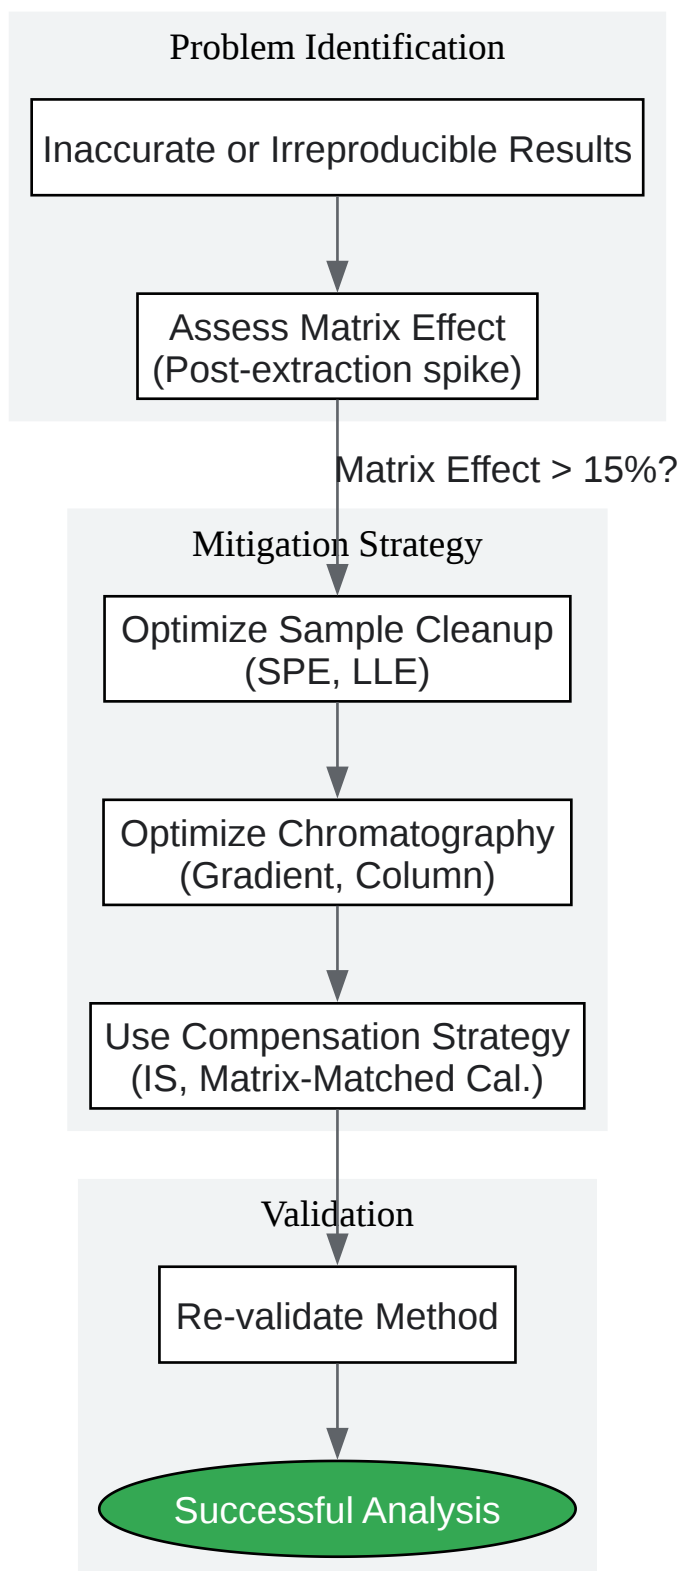 Problem Identification
Inaccurate or Irreproducible Results
Assess Matrix Effect
(Post-extraction spike)
Matrix Effect > 15%?
Mitigation Strategy
Optimize Sample Cleanup
(SPE, LLE)
Optimize Chromatography
(Gradient, Column)
Use Compensation Strategy
(IS, Matrix-Matched Cal.)
Validation
Re-validate Method
Successful Analysis